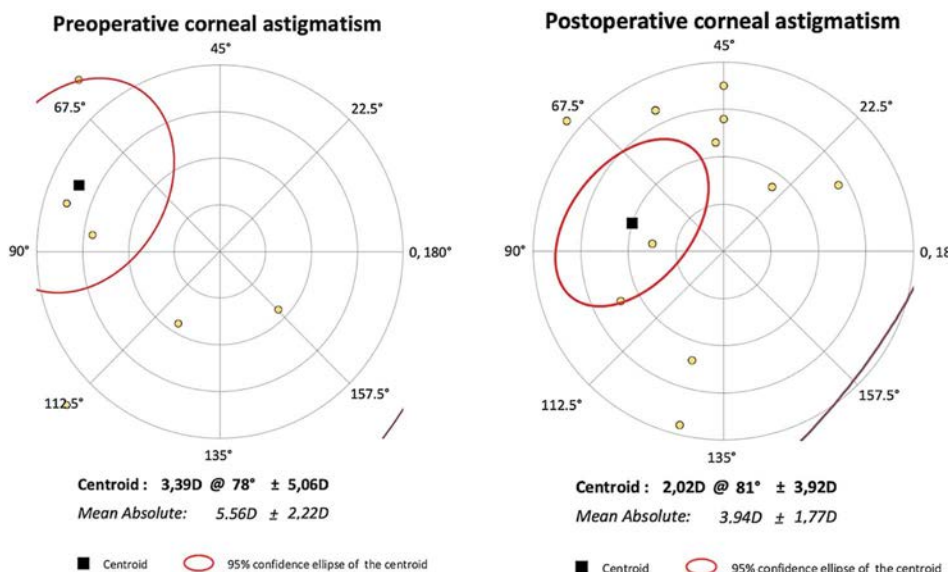 Preoperative corneal astigmatism
45°
67.5°
22.5°
90°
0, 180°
112.5°
157.5°
135°
Centroid : 3,39D @ 78° ± 5,06D
Mean Absolute: 5.56D ± 2,22D
Centroid
95% confidence ellipse of the centroid
Postoperative corneal astigmatism
45°
67.5°
22.5°
90°
0, 18
112.5°
157.5°
135°
Centroid : 2,02D @ 81° ± 3,92D
Mean Absolute: 3.94D ± 1,77D
Centroid
95% confidence ellipse of the centroid